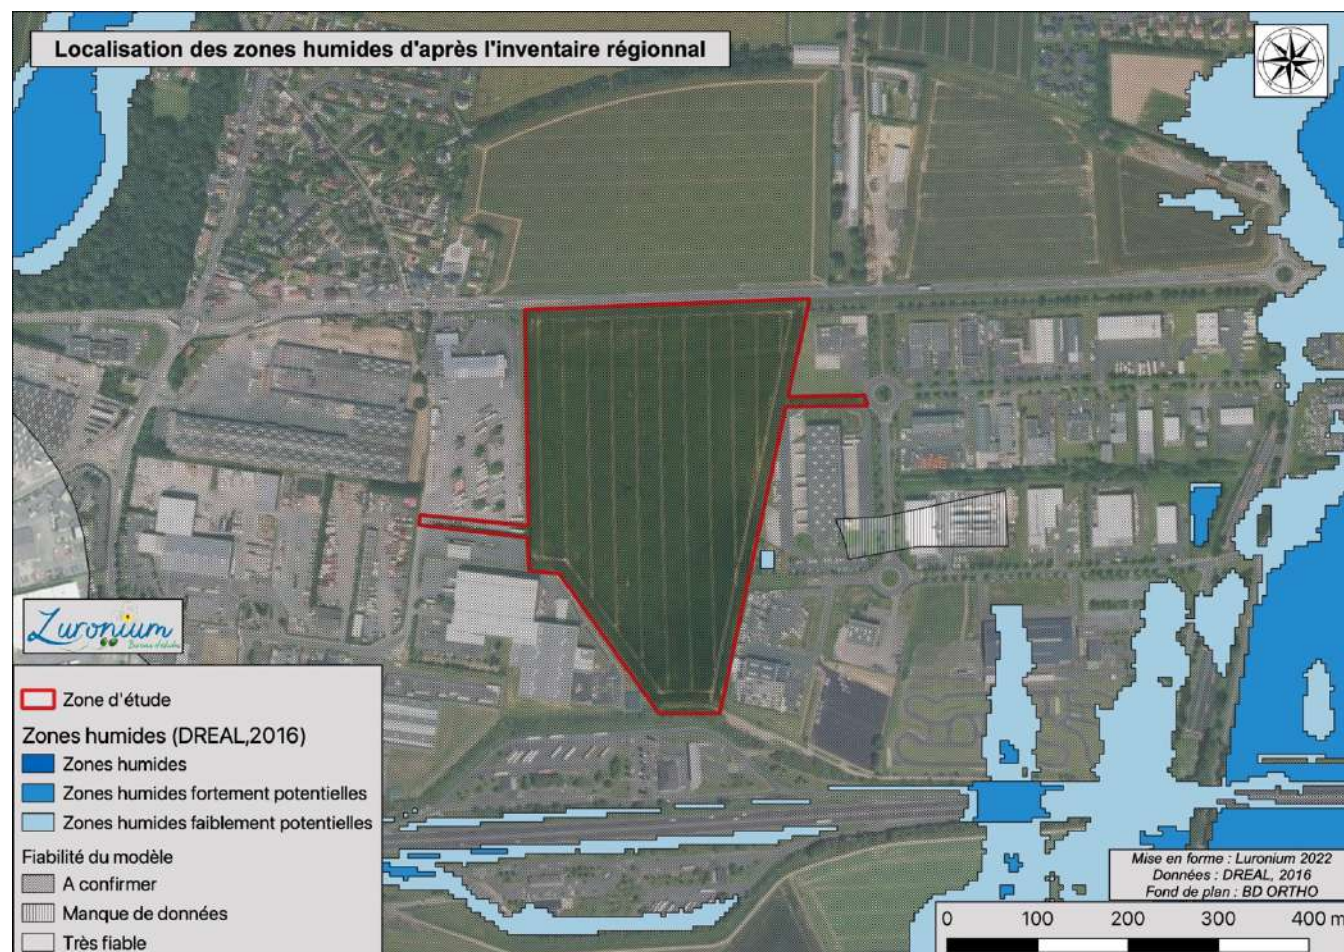 Localisation des zones humides d'après l'inventaire régionnal
Luronium
Bureau d'études
Zone d'étude
Zones humides (DREAL,2016)
Zones humides
Zones humides fortement potentielles
Zones humides faiblement potentielles
Fiabilité du modèle
A confirmer
Manque de données
Très fiable
Mise en forme : Luronium 2022
Données : DREAL, 2016
Fond de plan : BD ORTHO
0 100 200 300 400 m